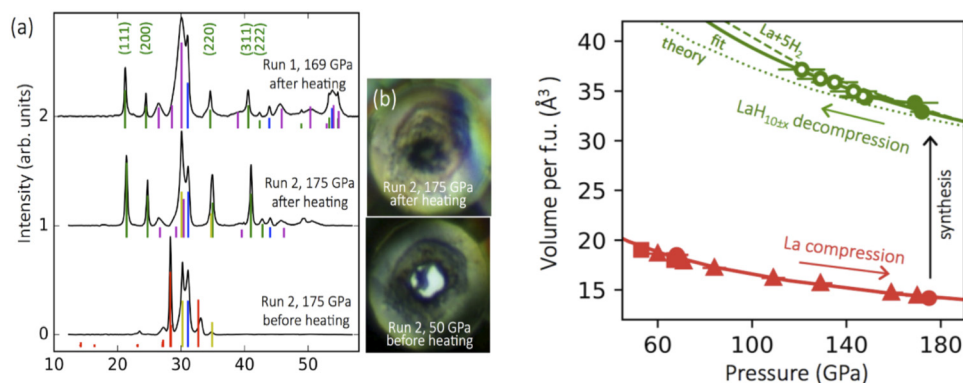 (a)
(111)
(200)
(220)
(311)
(222)
Intensity (arb. units)
2
1
0
Run 1, 169 GPa
after heating
Run 2, 175 GPa
after heating
Run 2, 175 GPa
before heating
10 20 30 40 50
(b)
Run 2, 175 GPa
after heating
Run 2, 50 GPa
before heating
Volume per f.u. (Å³)
40
35
30
20
15
La+5H₂
fit
theory
LaH₁₀±ₓ decompression
synthesis
La compression
60 100 140 180
Pressure (GPa)